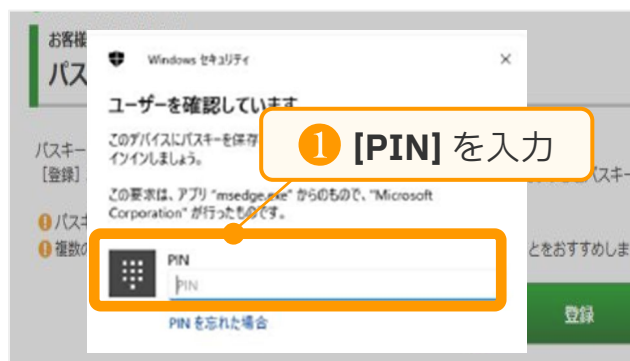 お客様
パス
Windows セキュリティ
ユーザーを確認しています
このデバイスにパスキーを保存
インインしましょう。
この要求は、アプリ "msedge.exe" からのもので、"Microsoft
Corporation" が行ったものです。
1 [PIN] を入力
PIN
PIN
PIN を忘れた場合
パスキー
[登録]
パスキー
パスキ
複数の
とをおすすめしま
登録